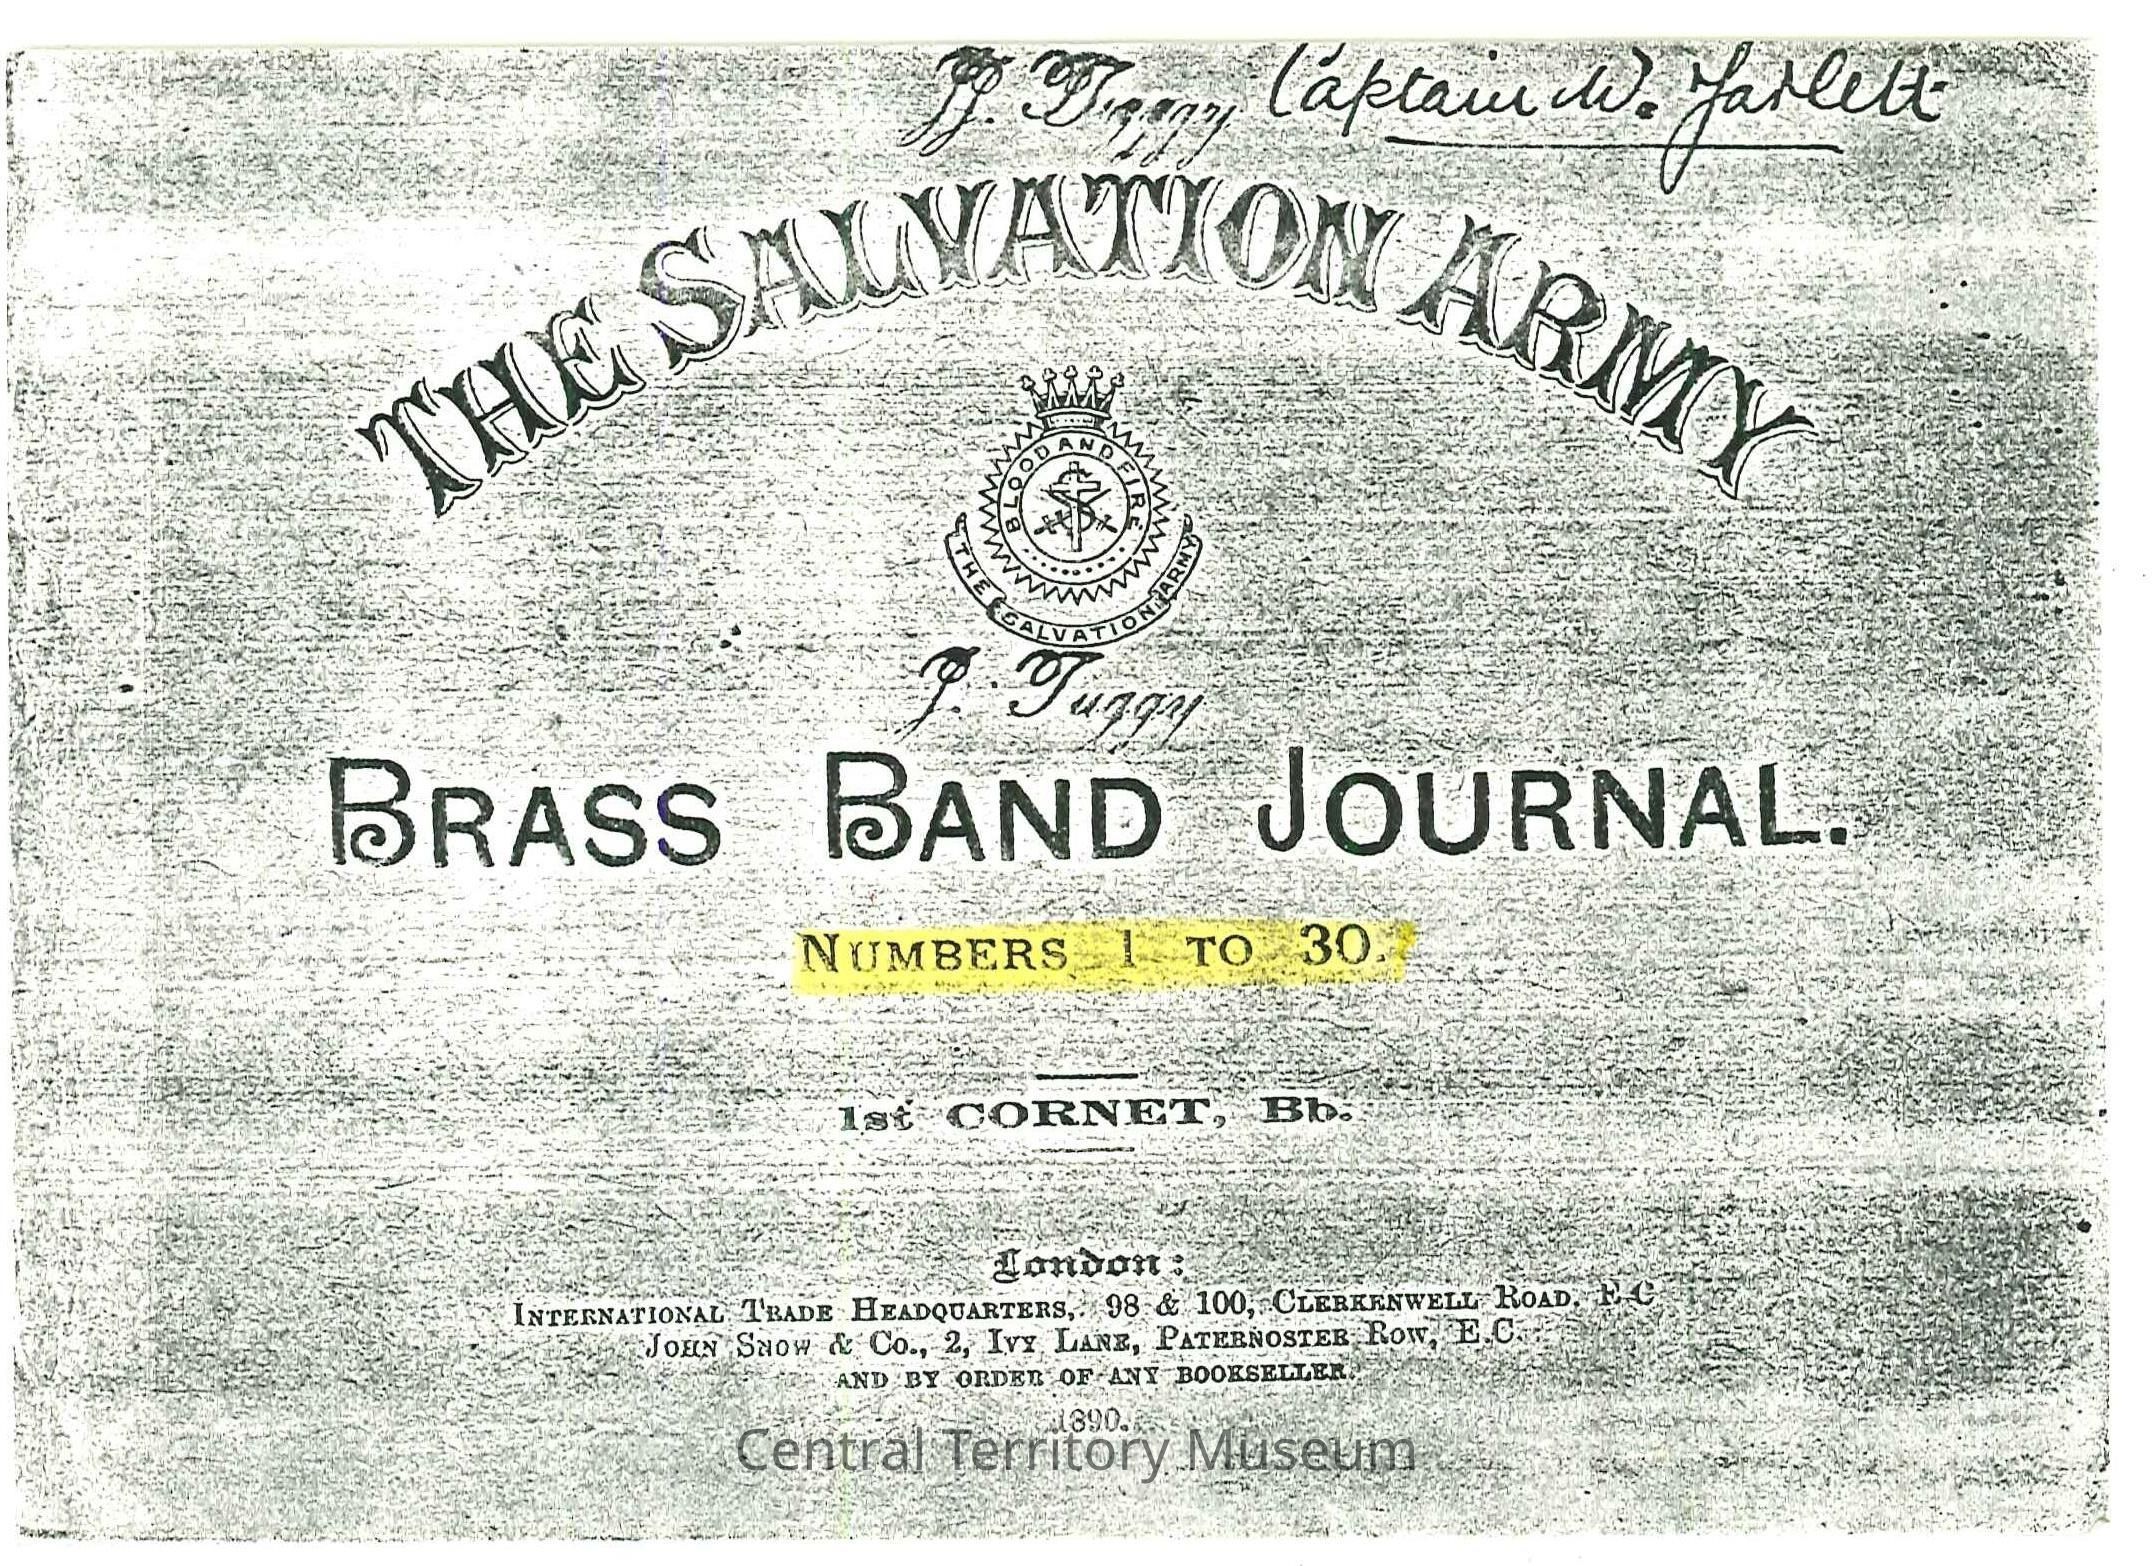 J. Tuggy Captain W. Jarlett
THE SALVATION ARMY
BLOOD AND FIRE
THE SALVATION ARMY
J. Tuggy
BRASS BAND JOURNAL.
NUMBERS 1 TO 30.
1st CORNET, Bb.
London:
INTERNATIONAL TRADE HEADQUARTERS, 98 & 100, CLERKENWELL ROAD. E.C
JOHN SNOW & Co., 2, IVY LANE, PATERNOSTER ROW, E.C.
AND BY ORDER OF ANY BOOKSELLER.
1890.
Central Territory Museum